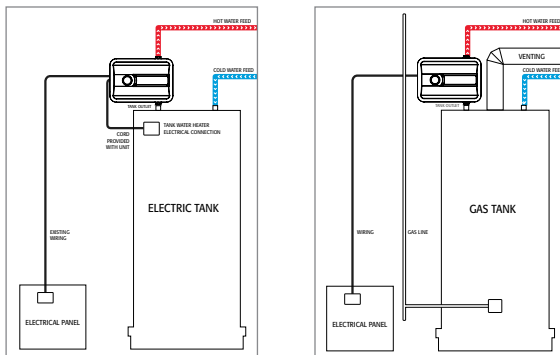 HOT WATER FEED
COLD WATER FEED
TANK OUTLET
TANK WATER HEATER
ELECTRICAL CONNECTION
CORD
PROVIDED
WITH UNIT
ELECTRIC TANK
EXISTING
WIRING
ELECTRICAL PANEL
HOT WATER FEED
VENTING
COLD WATER FEED
TANK OUTLET
GAS TANK
WIRING
GAS LINE
ELECTRICAL PANEL